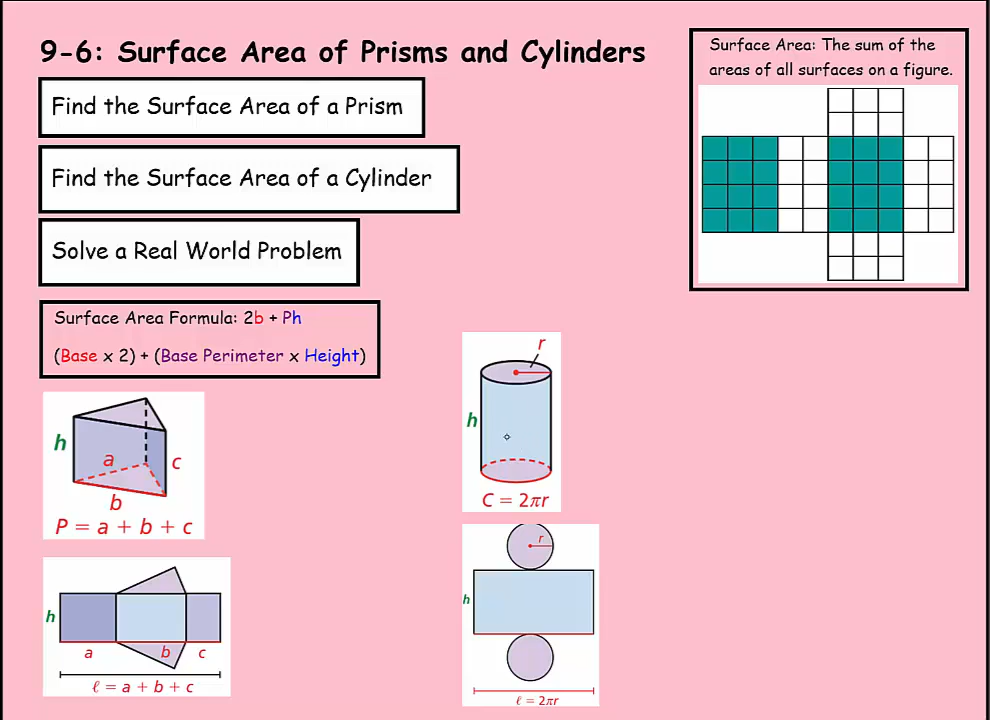 9-6: Surface Area of Prisms and Cylinders
Surface Area: The sum of the
areas of all surfaces on a figure.
Find the Surface Area of a Prism
Find the Surface Area of a Cylinder
Solve a Real World Problem
Surface Area Formula: 2b + Ph
(Base x 2) + (Base Perimeter x Height)
h
a
c
b
P = a + b + c
r
h
C = 2πr
h
a
b
c
ℓ = a + b + c
r
h
ℓ = 2πr